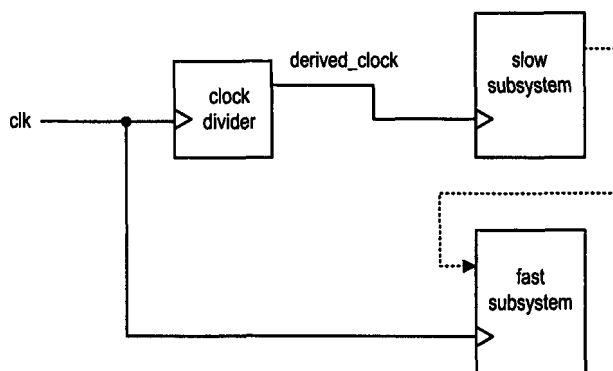 derived_clock
clk
clock
divider
slow
subsystem
fast
subsystem